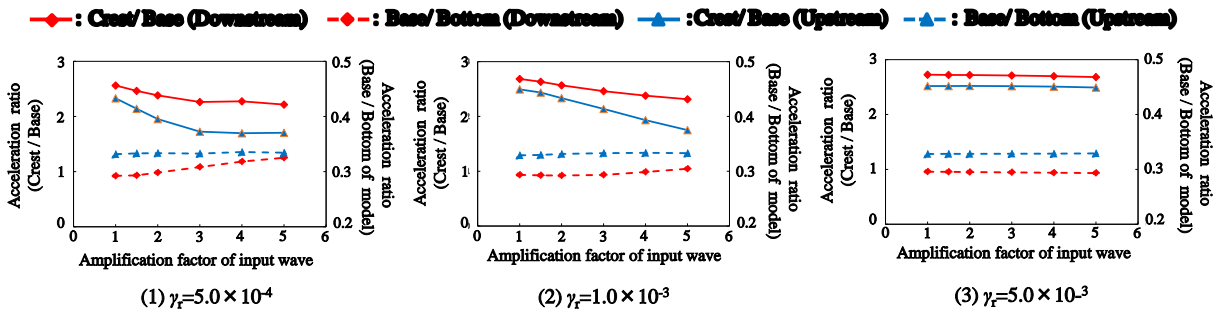 : Crest/ Base (Downstream) : Base/ Bottom (Downstream) : Crest/ Base (Upstream) : Base/ Bottom (Upstream)
Acceleration ratio
(Crest / Base)
3
2
1
0
0 1 2 3 4 5 6
0.5
0.4
0.3
0.2
Acceleration ratio
(Base / Bottom of model)
Amplification factor of input wave
(1) γr=5.0×10-4
Acceleration ratio
(Crest / Base)
3
2
1
0
0 1 2 3 4 5 6
0.5
0.4
0.3
0.2
Acceleration ratio
(Base / Bottom of model)
Amplification factor of input wave
(2) γr=1.0×10-3
Acceleration ratio
(Crest / Base)
3
2
1
0
0 1 2 3 4 5 6
0.5
0.4
0.3
0.2
Acceleration ratio
(Base / Bottom of model)
Amplification factor of input wave
(3) γr=5.0×10-3